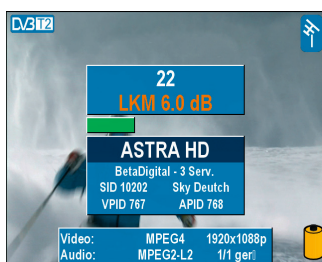 DVB T2
22
LKM 6.0 dB
ASTRA HD
BetaDigital - 3 Serv.
SID 10202 Sky Deutch
VPID 767 APID 768
Video: MPEG4 1920x1088p
Audio: MPEG2-L2 1/1 ger